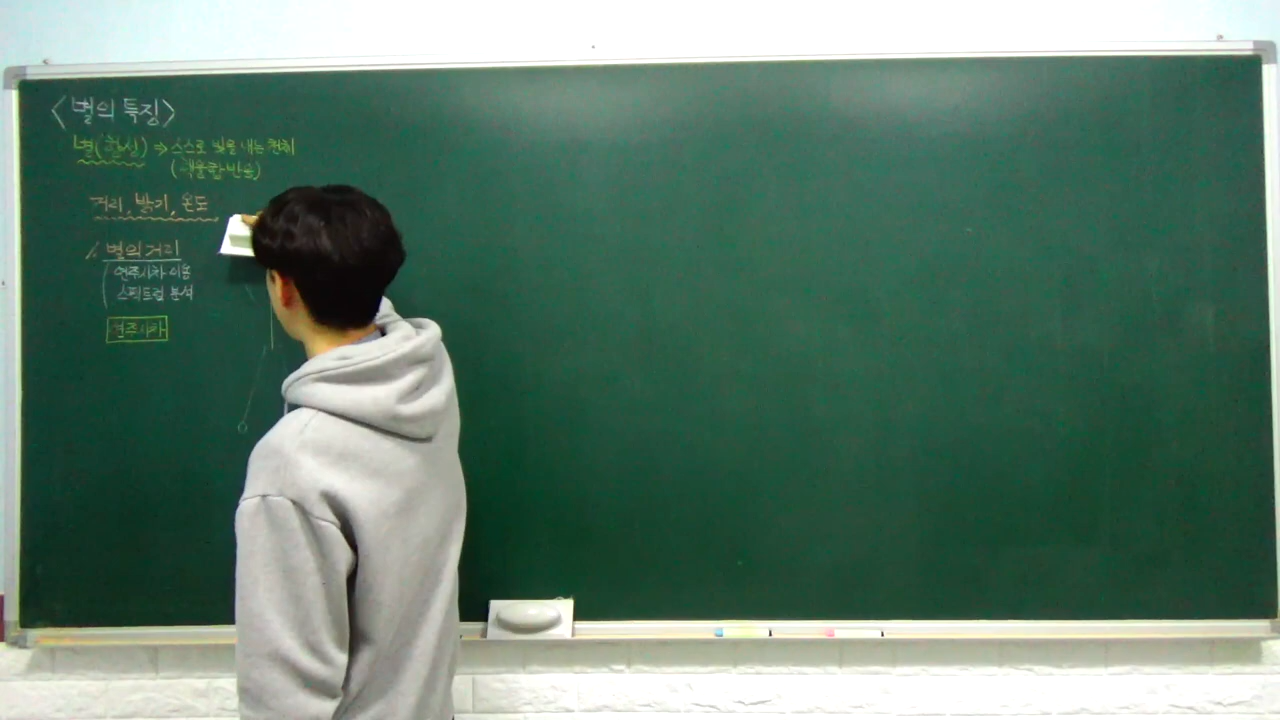 <별의 특징>
별(항성) => 스스로 빛을 내는 천체
(핵융합 반응)
거리, 밝기, 온도
1. 별의 거리
연주시차 이용
스펙트럼 분석
연주시차